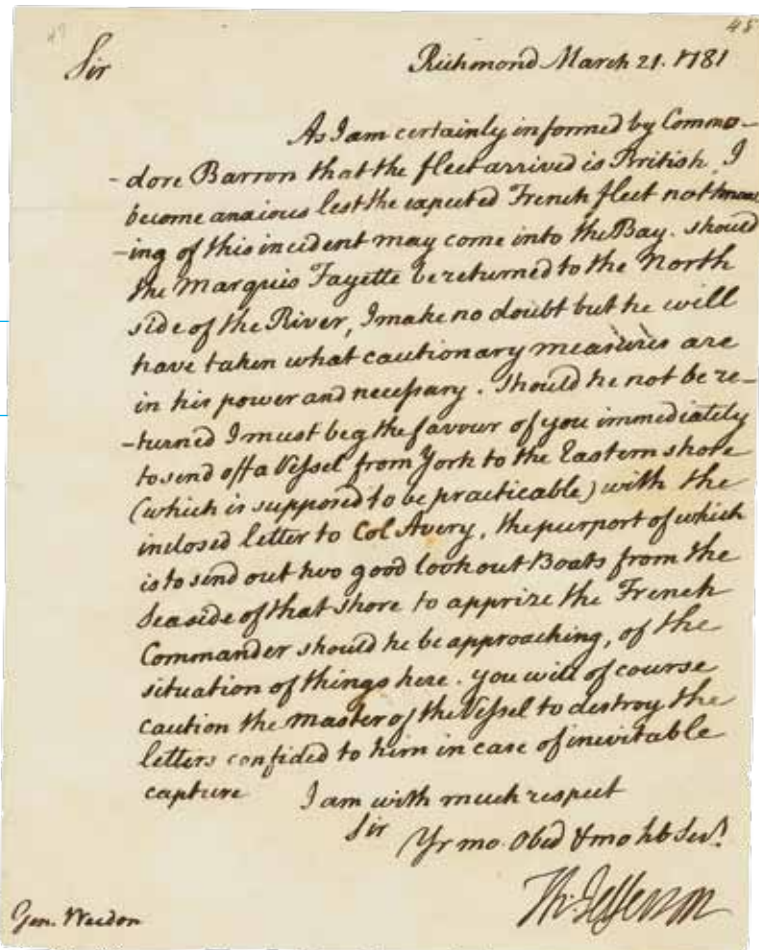 47
48
Sir
Richmond March 21. 1781
As I am certainly informed by Commo-
-dore Barron that the fleet arrived is British, I
become anxious lest the expected French fleet not know
-ing of this incident may come into the Bay. should
the Marquis Fayette be returned to the North
side of the River, I make no doubt but he will
have taken what cautionary measures are
in his power and necessary. Should he not be re-
-turned I must beg the favour of you immediately
to send off a Vessel from York to the Eastern shore
(which is supposed to be practicable) with the
inclosed letter to Col Avery, the purport of which
is to send out two good lookout Boats from the
Seaside of that shore to apprize the French
Commander should he be approaching, of the
situation of things here. you will of course
caution the Master of the Vessel to destroy the
letters confided to him in case of inevitable
capture I am with much respect
Sir
Yr mo. Obed & mo hb Servt.
Th: Jefferson
Gen. Weedon